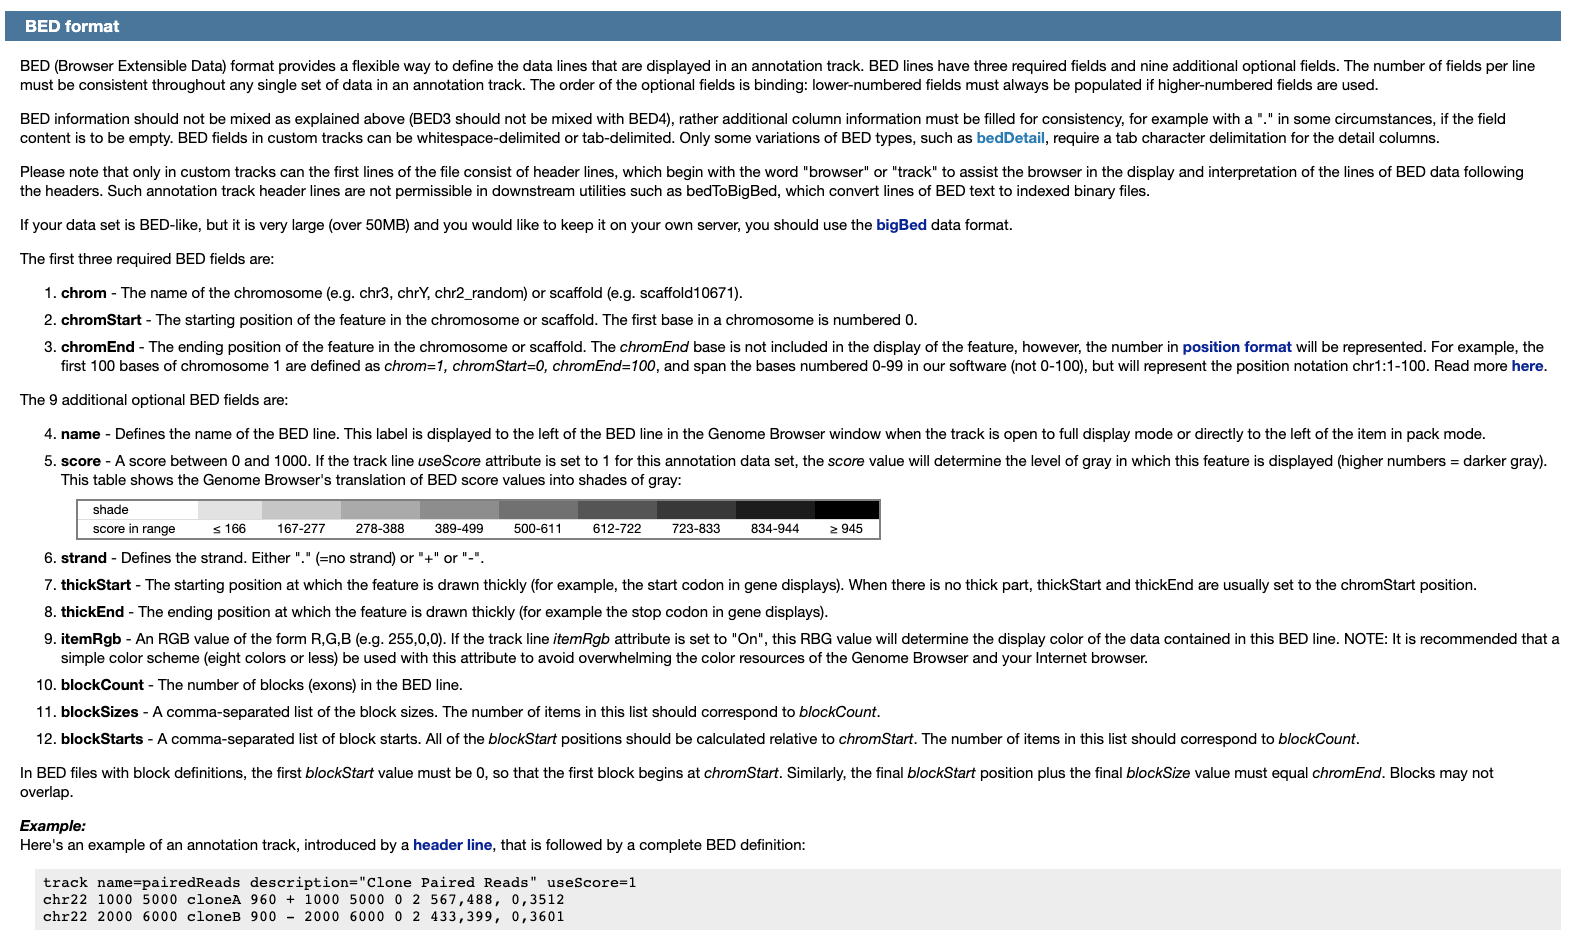 BED format
BED (Browser Extensible Data) format provides a flexible way to define the data lines that are displayed in an annotation track. BED lines have three required fields and nine additional optional fields. The number of fields per line
must be consistent throughout any single set of data in an annotation track. The order of the optional fields is binding: lower-numbered fields must always be populated if higher-numbered fields are used.
BED information should not be mixed as explained above (BED3 should not be mixed with BED4), rather additional column information must be filled for consistency, for example with a "." in some circumstances, if the field
content is to be empty. BED fields in custom tracks can be whitespace-delimited or tab-delimited. Only some variations of BED types, such as bedDetail, require a tab character delimitation for the detail columns.
Please note that only in custom tracks can the first lines of the file consist of header lines, which begin with the word "browser" or "track" to assist the browser in the display and interpretation of the lines of BED data following
the headers. Such annotation track header lines are not permissible in downstream utilities such as bedToBigBed, which convert lines of BED text to indexed binary files.
If your data set is BED-like, but it is very large (over 50MB) and you would like to keep it on your own server, you should use the bigBed data format.
The first three required BED fields are:
1. chrom - The name of the chromosome (e.g. chr3, chrY, chr2_random) or scaffold (e.g. scaffold10671).
2. chromStart - The starting position of the feature in the chromosome or scaffold. The first base in a chromosome is numbered 0.
3. chromEnd - The ending position of the feature in the chromosome or scaffold. The chromEnd base is not included in the display of the feature, however, the number in position format will be represented. For example, the
first 100 bases of chromosome 1 are defined as chrom=1, chromStart=0, chromEnd=100, and span the bases numbered 0-99 in our software (not 0-100), but will represent the position notation chr1:1-100. Read more here.
The 9 additional optional BED fields are:
4. name - Defines the name of the BED line. This label is displayed to the left of the BED line in the Genome Browser window when the track is open to full display mode or directly to the left of the item in pack mode.
5. score - A score between 0 and 1000. If the track line useScore attribute is set to 1 for this annotation data set, the score value will determine the level of gray in which this feature is displayed (higher numbers = darker gray).
This table shows the Genome Browser's translation of BED score values into shades of gray:
shade
score in range ≤ 166 167-277 278-388 389-499 500-611 612-722 723-833 834-944 ≥ 945
6. strand - Defines the strand. Either "." (=no strand) or "+" or "-".
7. thickStart - The starting position at which the feature is drawn thickly (for example, the start codon in gene displays). When there is no thick part, thickStart and thickEnd are usually set to the chromStart position.
8. thickEnd - The ending position at which the feature is drawn thickly (for example the stop codon in gene displays).
9. itemRgb - An RGB value of the form R,G,B (e.g. 255,0,0). If the track line itemRgb attribute is set to "On", this RBG value will determine the display color of the data contained in this BED line. NOTE: It is recommended that a
simple color scheme (eight colors or less) be used with this attribute to avoid overwhelming the color resources of the Genome Browser and your Internet browser.
10. blockCount - The number of blocks (exons) in the BED line.
11. blockSizes - A comma-separated list of the block sizes. The number of items in this list should correspond to blockCount.
12. blockStarts - A comma-separated list of block starts. All of the blockStart positions should be calculated relative to chromStart. The number of items in this list should correspond to blockCount.
In BED files with block definitions, the first blockStart value must be 0, so that the first block begins at chromStart. Similarly, the final blockStart position plus the final blockSize value must equal chromEnd. Blocks may not
overlap.
Example:
Here's an example of an annotation track, introduced by a header line, that is followed by a complete BED definition:
track name=pairedReads description="Clone Paired Reads" useScore=1
chr22 1000 5000 cloneA 960 + 1000 5000 0 2 567,488, 0,3512
chr22 2000 6000 cloneB 900 - 2000 6000 0 2 433,399, 0,3601